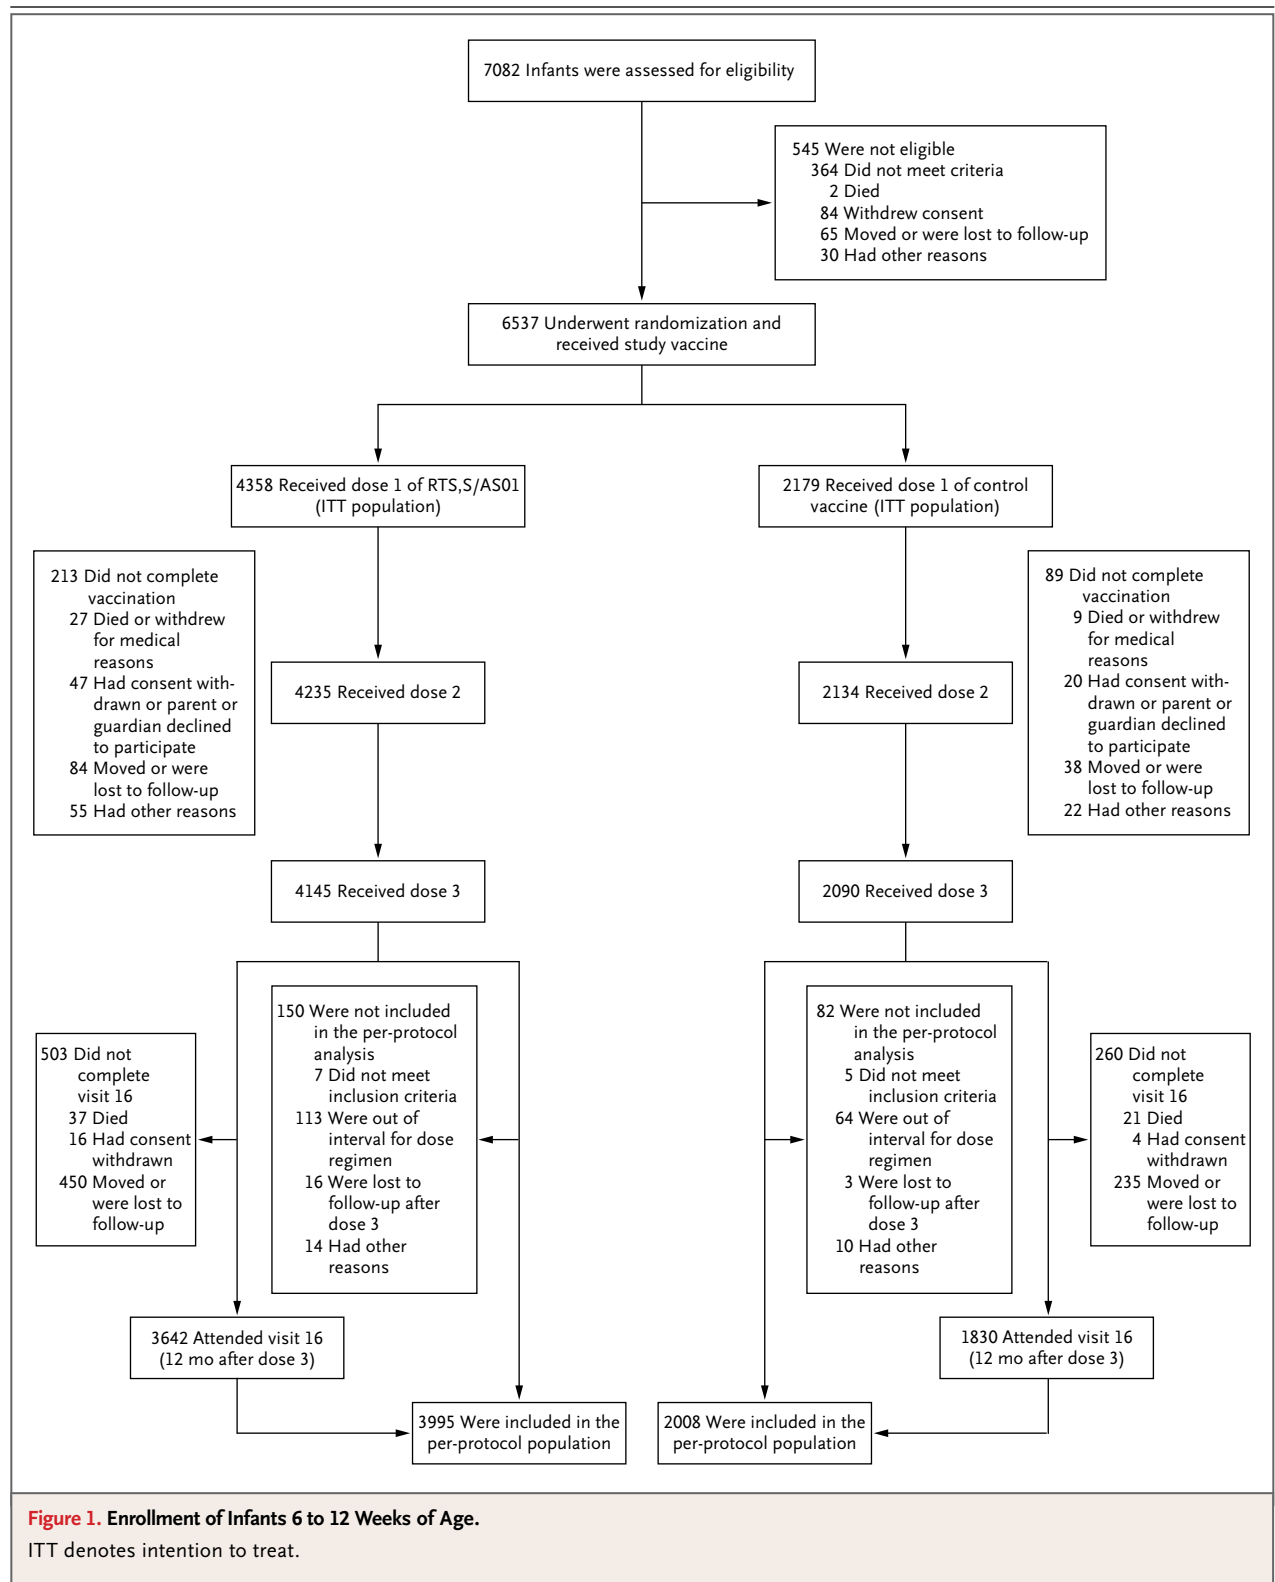 7082 Infants were assessed for eligibility
545 Were not eligible
364 Did not meet criteria
2 Died
84 Withdrew consent
65 Moved or were lost to follow-up
30 Had other reasons
6537 Underwent randomization and
received study vaccine
4358 Received dose 1 of RTS,S/AS01
(ITT population)
2179 Received dose 1 of control
vaccine (ITT population)
213 Did not complete
vaccination
27 Died or withdrew
for medical
reasons
47 Had consent with-
drawn or parent or
guardian declined
to participate
84 Moved or were
lost to follow-up
55 Had other reasons
89 Did not complete
vaccination
9 Died or withdrew
for medical
reasons
20 Had consent with-
drawn or parent or
guardian declined
to participate
38 Moved or were
lost to follow-up
22 Had other reasons
4235 Received dose 2
2134 Received dose 2
4145 Received dose 3
2090 Received dose 3
503 Did not
complete
visit 16
37 Died
16 Had consent
withdrawn
450 Moved or
were lost to
follow-up
150 Were not included
in the per-protocol
analysis
7 Did not meet
inclusion criteria
113 Were out of
interval for dose
regimen
16 Were lost to
follow-up after
dose 3
14 Had other
reasons
82 Were not included
in the per-protocol
analysis
5 Did not meet
inclusion criteria
64 Were out of
interval for dose
regimen
3 Were lost to
follow-up after
dose 3
10 Had other
reasons
260 Did not
complete
visit 16
21 Died
4 Had consent
withdrawn
235 Moved or
were lost to
follow-up
3642 Attended visit 16
(12 mo after dose 3)
1830 Attended visit 16
(12 mo after dose 3)
3995 Were included in the
per-protocol population
2008 Were included in the
per-protocol population
Figure 1. Enrollment of Infants 6 to 12 Weeks of Age.
ITT denotes intention to treat.